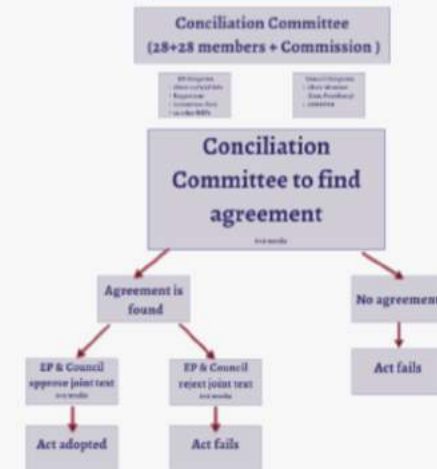 Conciliation Committee
(28+28 members + Commission )
Conciliation
Committee to find
agreement
Agreement is
found
No agreement
EP & Council
approve joint text
EP & Council
reject joint text
Act fails
Act adopted
Act fails